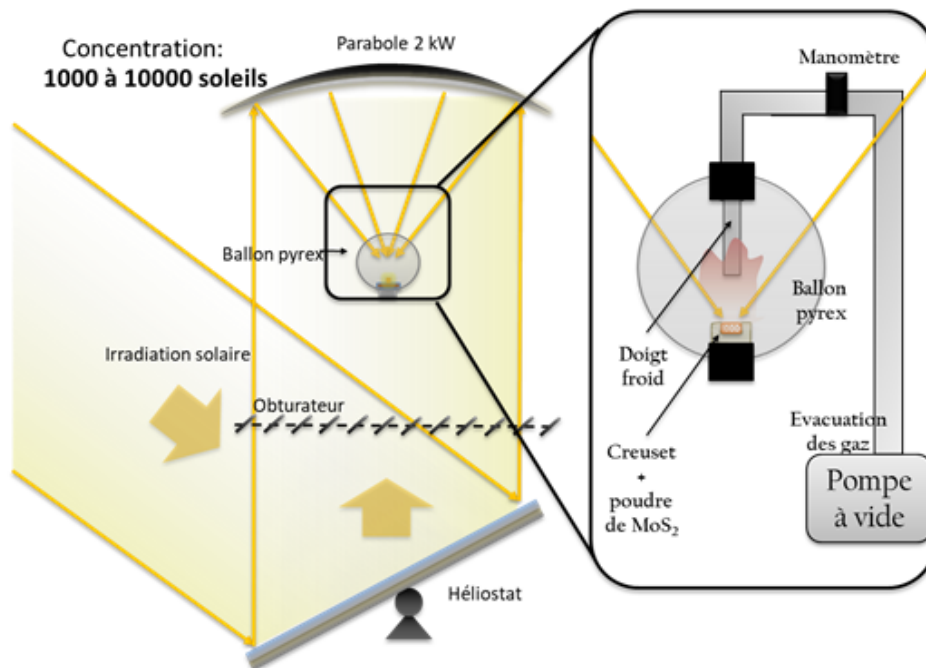 Concentration:
1000 à 10000 soleils
Parabole 2 kW
Ballon pyrex
Irradiation solaire
Obturateur
Héliostat
Manomètre
Ballon
pyrex
Doigt
froid
Creuset
+
poudre
de MoS₂
Evacuation
des gaz
Pompe
à vide